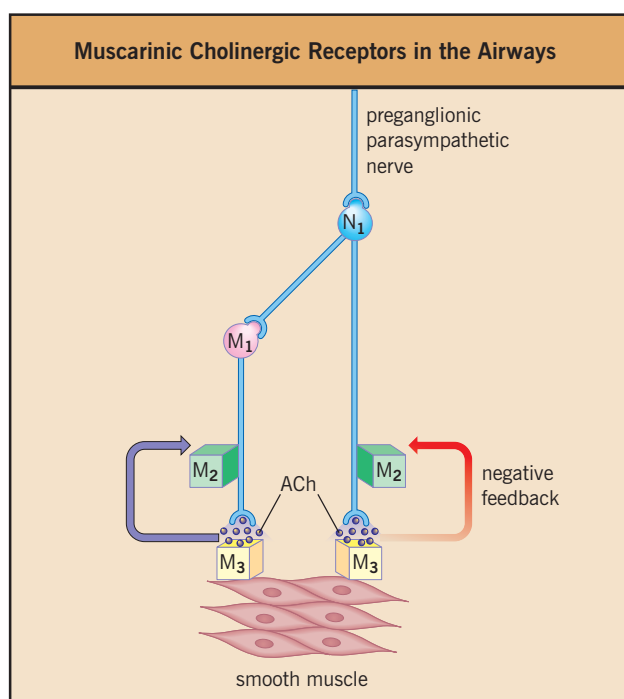 Muscarinic Cholinergic Receptors in the Airways
preganglionic
parasympathetic
nerve
N1
M1
M2
ACh
M2
negative
feedback
M3
M3
smooth muscle